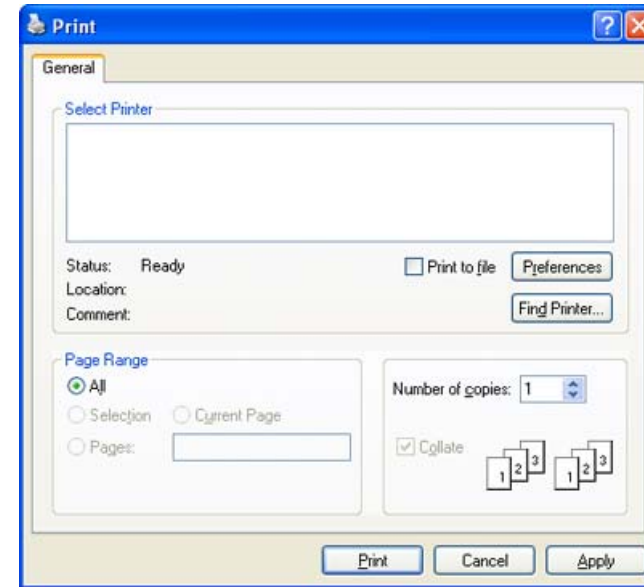 Print
General
Select Printer
Status: Ready
Print to file
Preferences
Location:
Comment:
Find Printer...
Page Range
All
Selection
Current Page
Pages:
Number of copies: 1
Collate
1 2 3 1 2 3
Print
Cancel
Apply